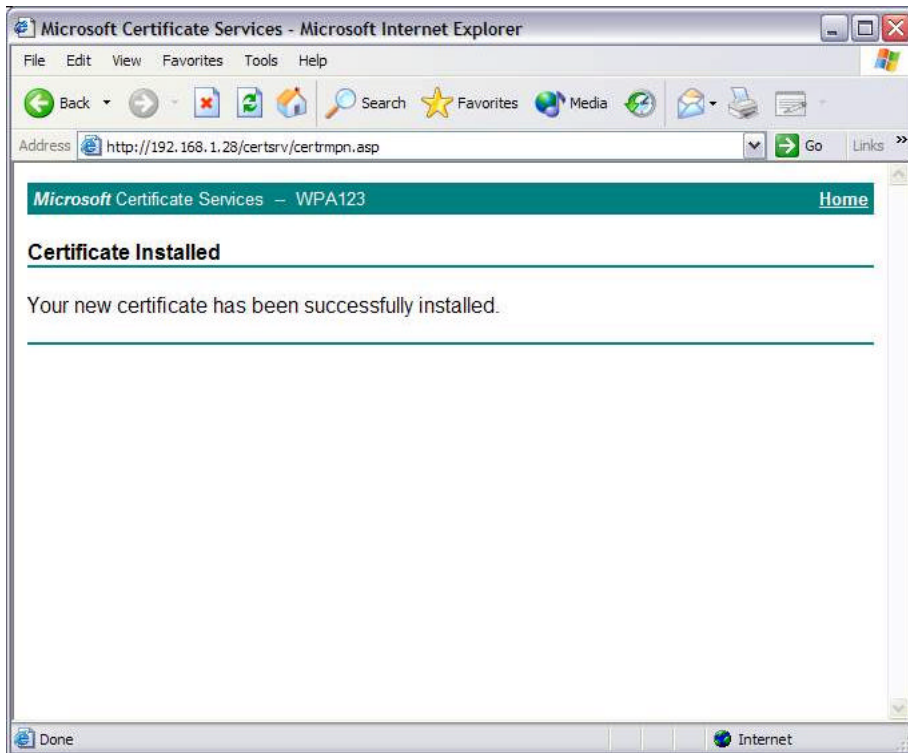 Microsoft Certificate Services - Microsoft Internet Explorer
File Edit View Favorites Tools Help
Back Search Favorites Media
Address http://192.168.1.28/certsrv/certrmpn.asp Go Links »
Microsoft Certificate Services -- WPA123 Home
Certificate Installed
Your new certificate has been successfully installed.
Done Internet